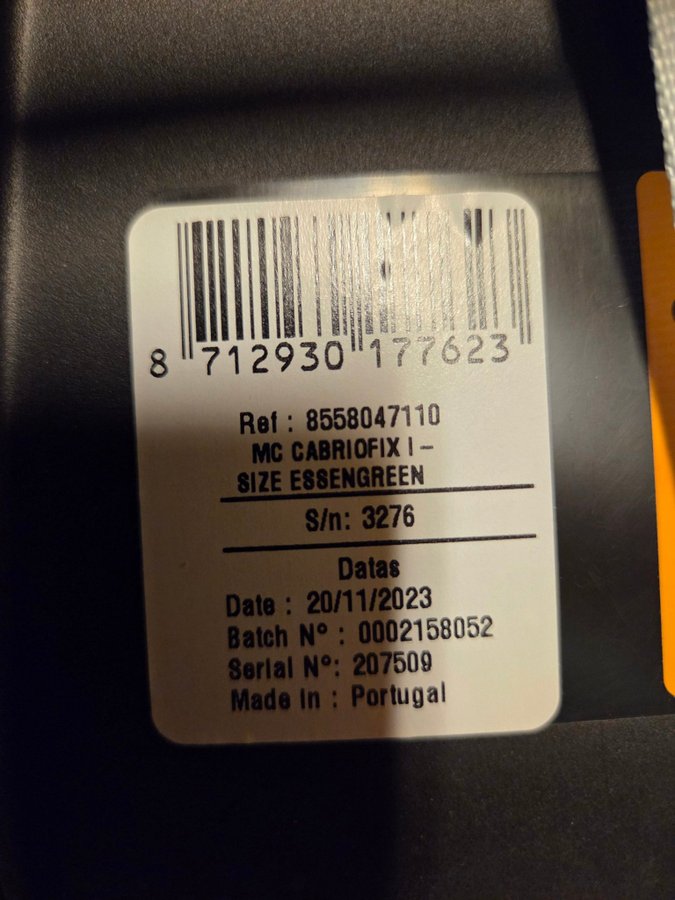 8 712930 177623
Ref : 8558047110
MC CABRIOFIX I -
SIZE ESSENGREEN
S/n: 3276
Datas
Date : 20/11/2023
Batch N° : 0002158052
Serial N°: 207509
Made in : Portugal